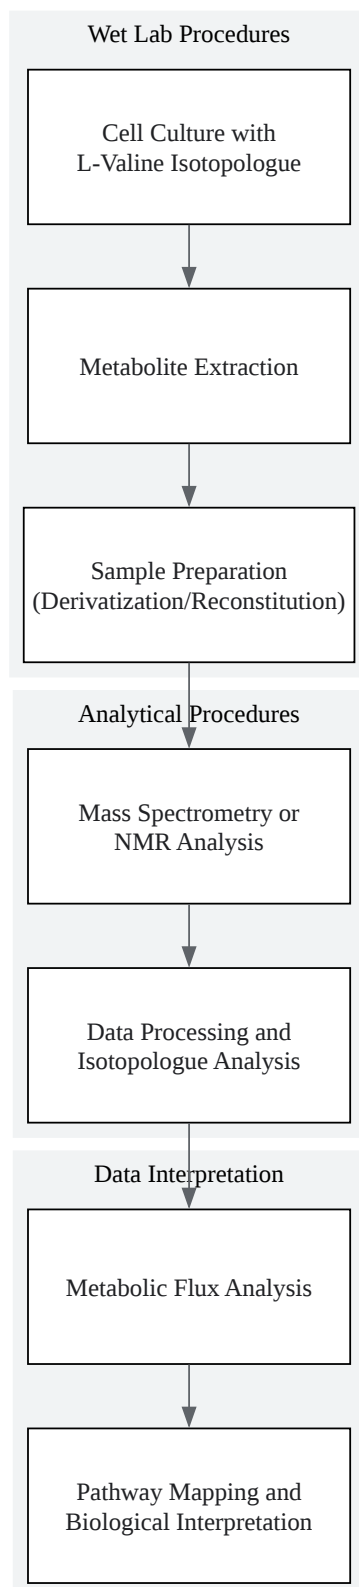 Wet Lab Procedures
Cell Culture with
L-Valine Isotopologue
Metabolite Extraction
Sample Preparation
(Derivatization/Reconstitution)
Analytical Procedures
Mass Spectrometry or
NMR Analysis
Data Processing and
Isotopologue Analysis
Data Interpretation
Metabolic Flux Analysis
Pathway Mapping and
Biological Interpretation